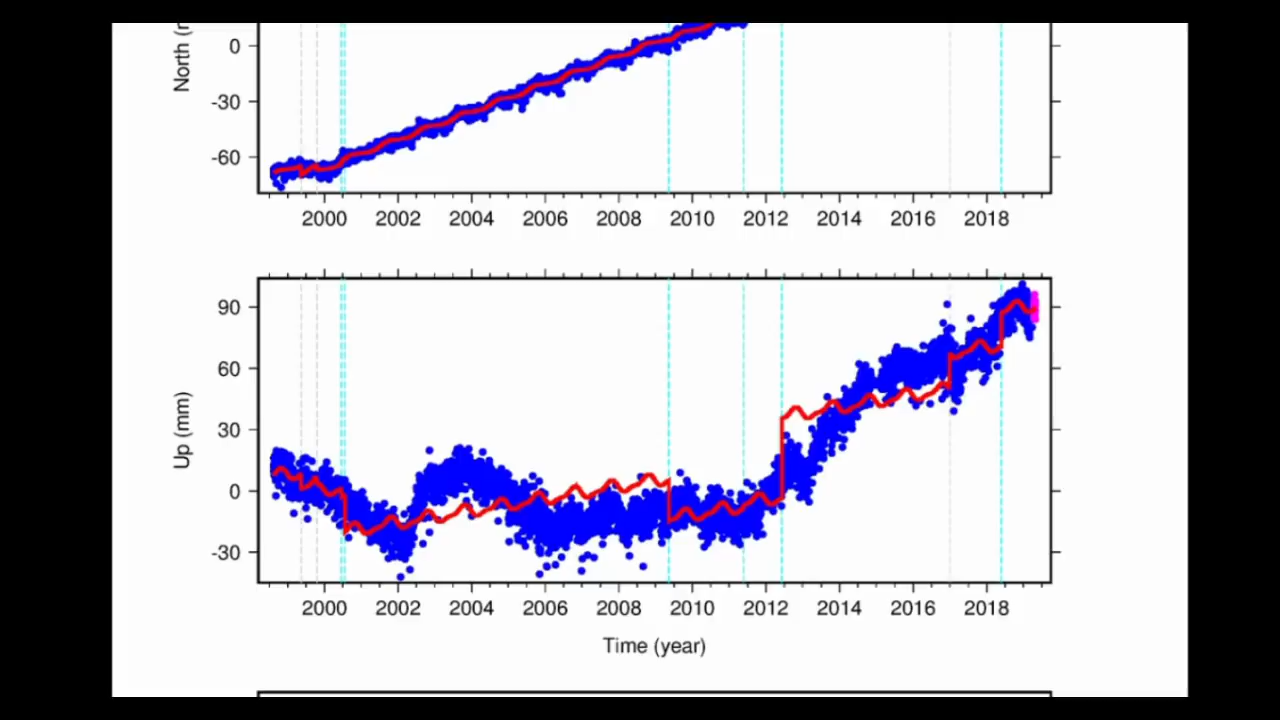 North (
0
-30
-60
2000 2002 2004 2006 2008 2010 2012 2014 2016 2018
90
60
30
0
-30
Up (mm)
2000 2002 2004 2006 2008 2010 2012 2014 2016 2018
Time (year)